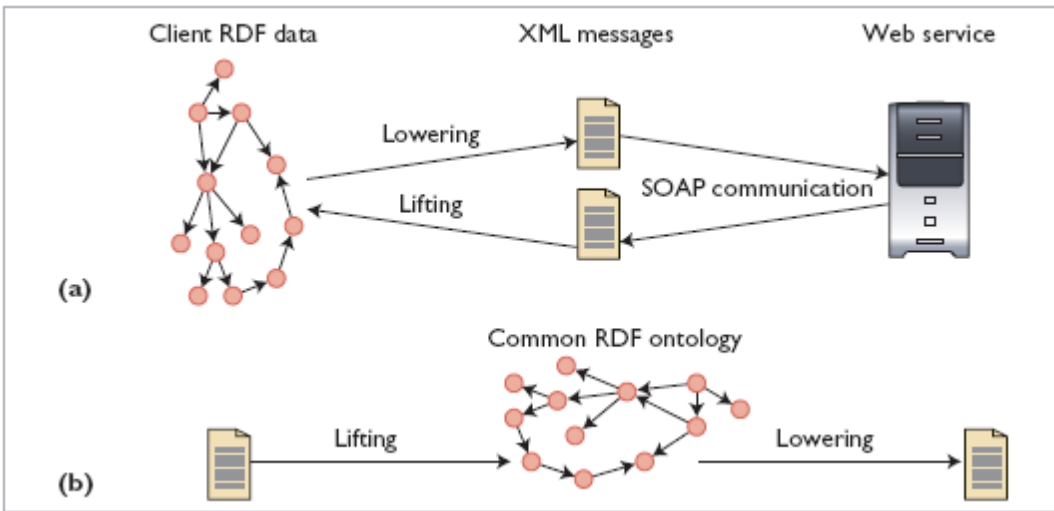 Client RDF data
XML messages
Web service
Lowering
SOAP communication
Lifting
(a)
Common RDF ontology
Lifting
Lowering
(b)